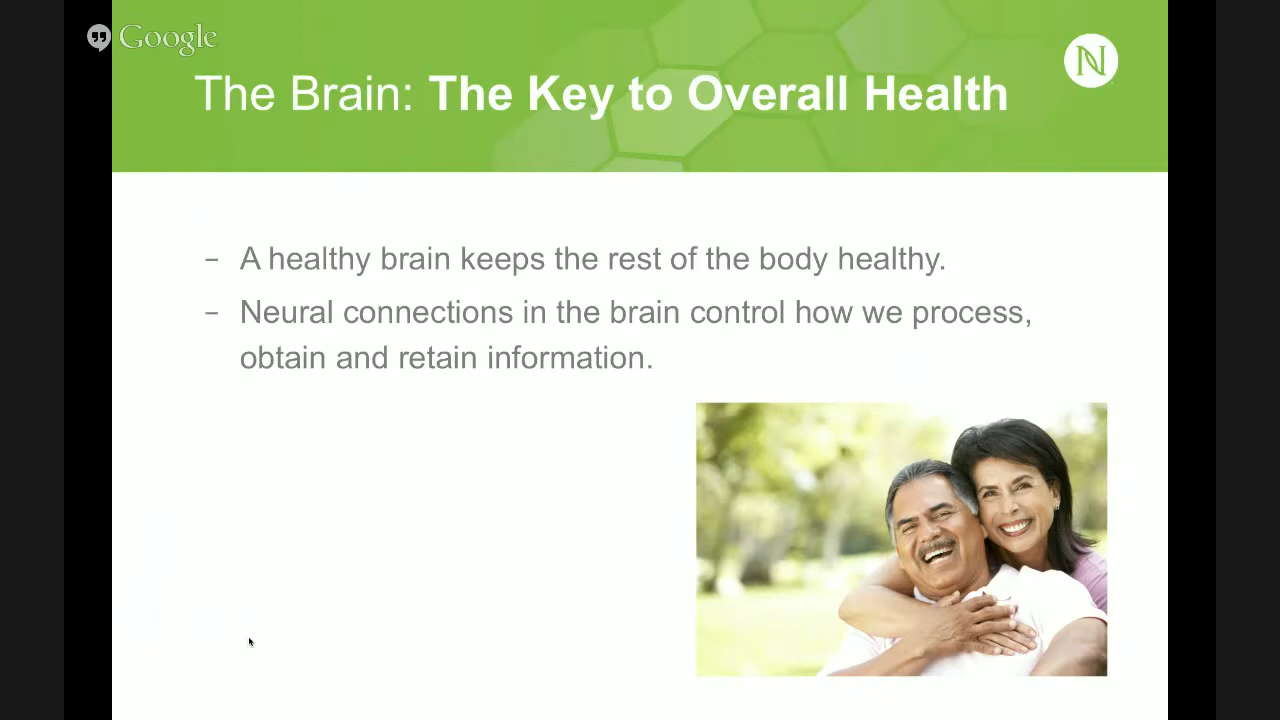 Google
N
The Brain: The Key to Overall Health
– A healthy brain keeps the rest of the body healthy.
– Neural connections in the brain control how we process,
obtain and retain information.